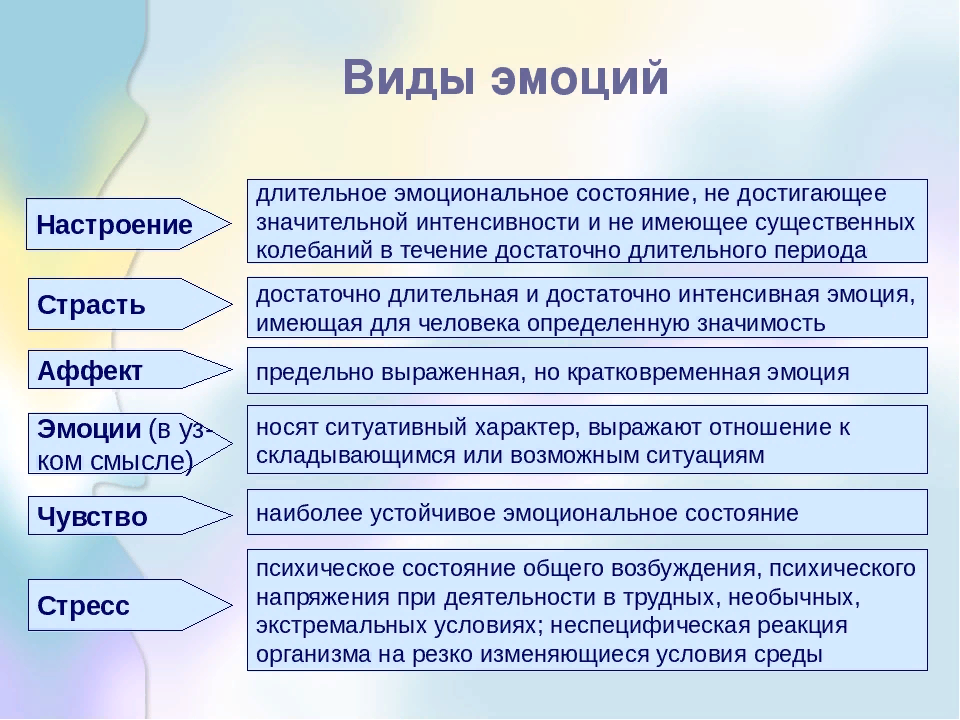 Виды эмоций
Настроение
длительное эмоциональное состояние, не достигающее
значительной интенсивности и не имеющее существенных
колебаний в течение достаточно длительного периода
Страсть
достаточно длительная и достаточно интенсивная эмоция,
имеющая для человека определенную значимость
Аффект
предельно выраженная, но кратковременная эмоция
Эмоции (в уз-
ком смысле)
носят ситуативный характер, выражают отношение к
складывающимся или возможным ситуациям
Чувство
наиболее устойчивое эмоциональное состояние
Стресс
психическое состояние общего возбуждения, психического
напряжения при деятельности в трудных, необычных,
экстремальных условиях; неспецифическая реакция
организма на резко изменяющиеся условия среды